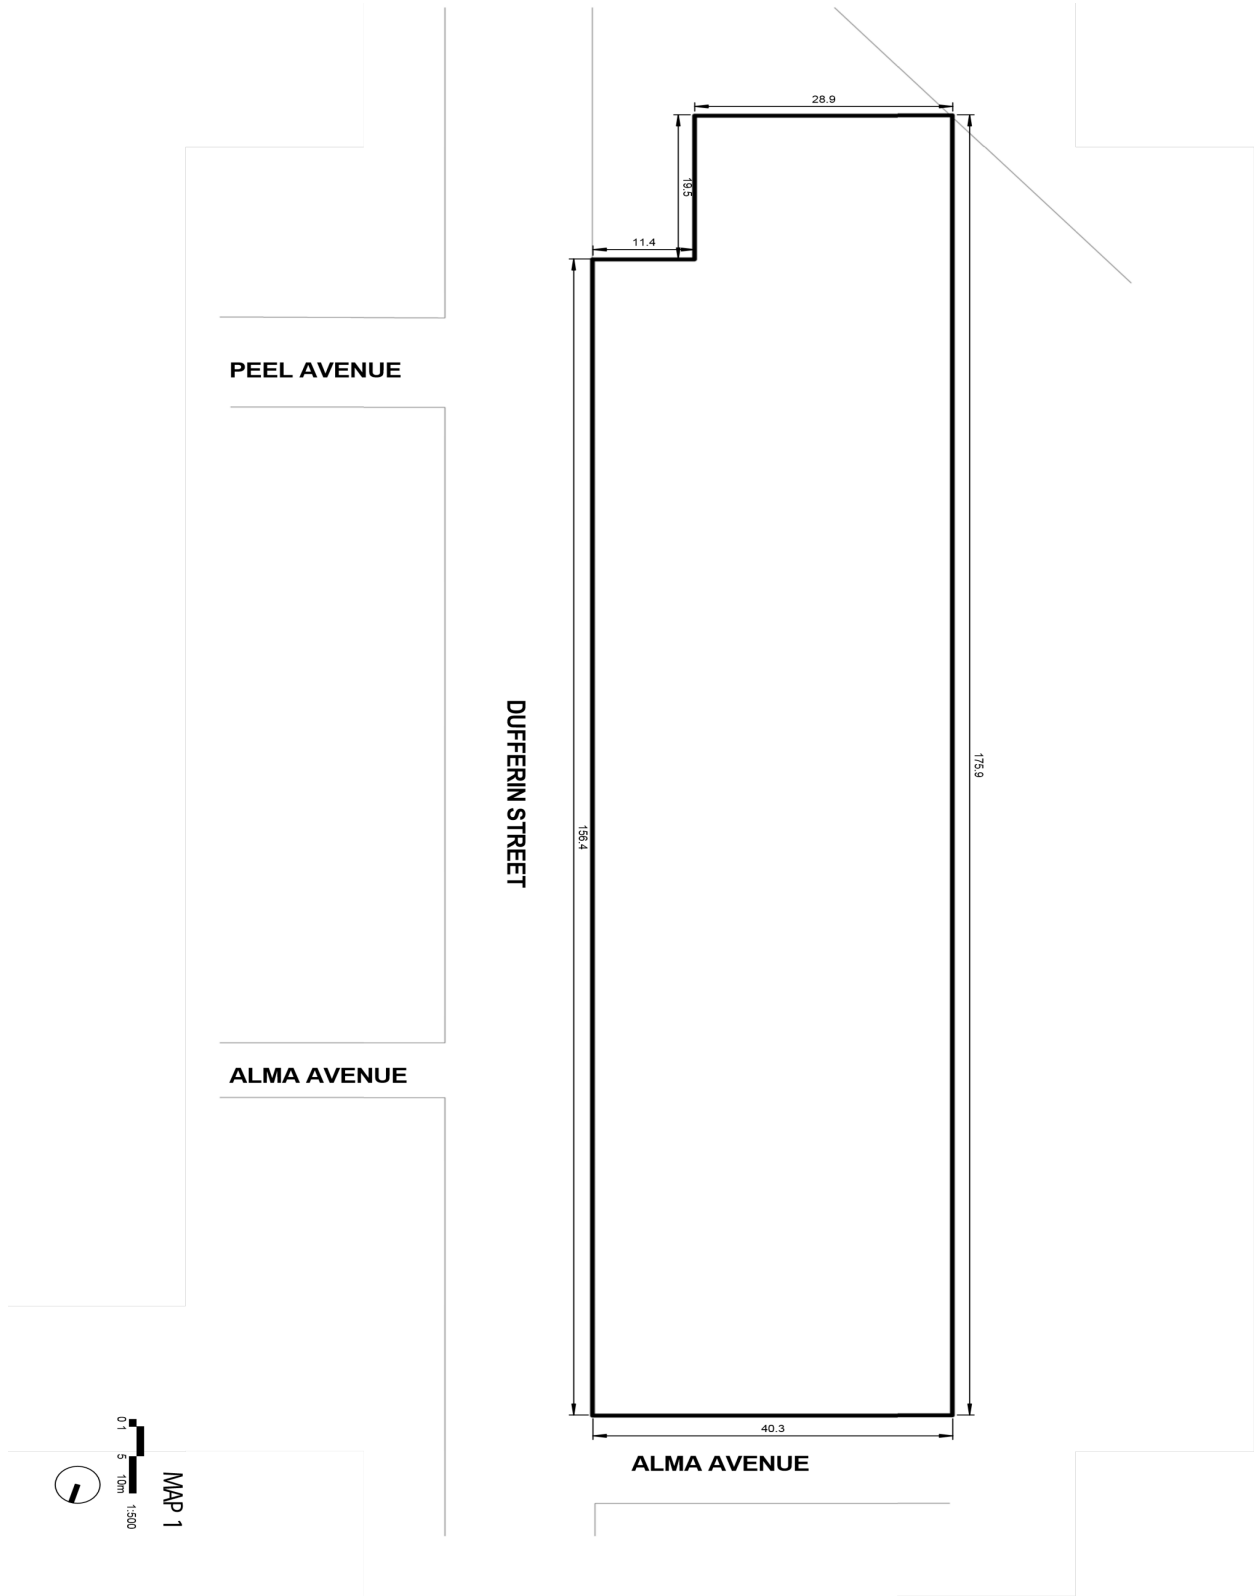 28.9
19.5
11.4
PEEL AVENUE
DUFFERIN STREET
175.9
156.4
ALMA AVENUE
40.3
ALMA AVENUE
0 1 5 10m
1:500
MAP 1